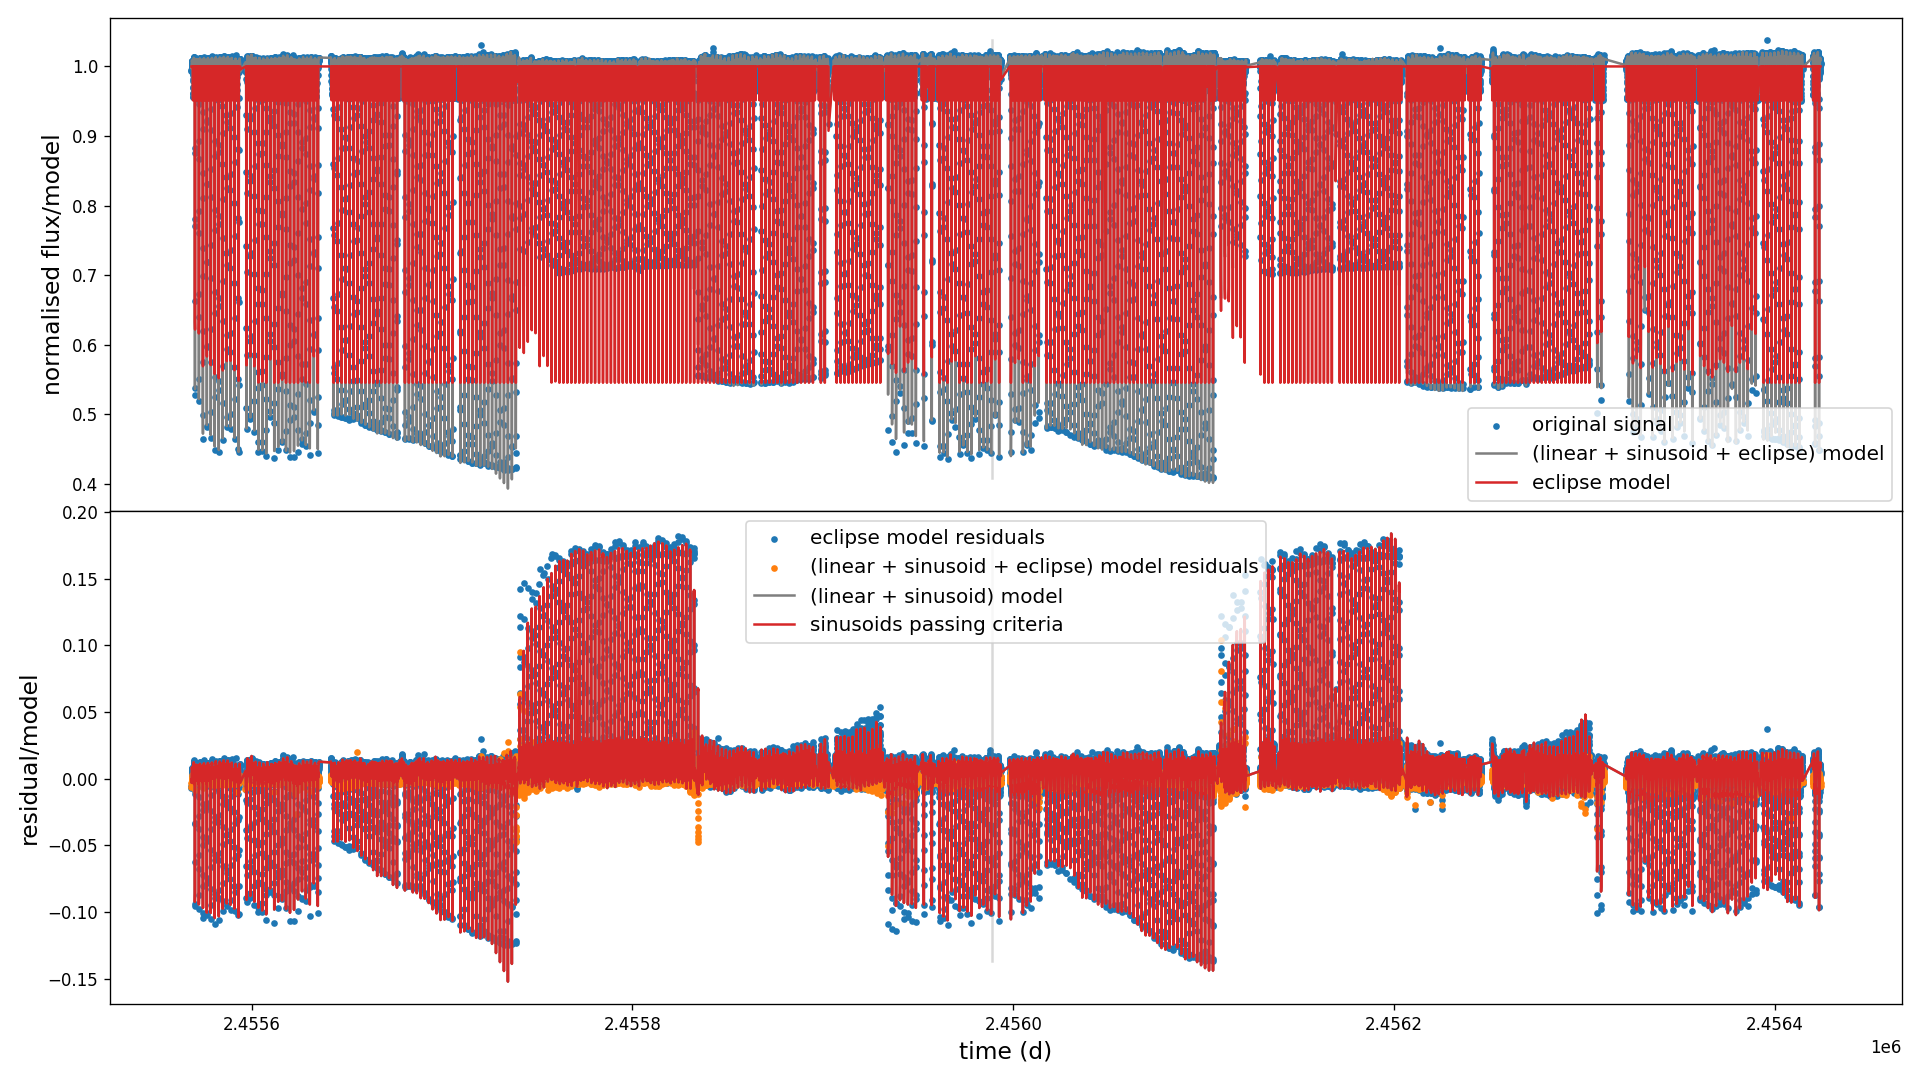 normalised flux/model
1.0
0.9
0.8
0.7
0.6
0.5
0.4
original signal
(linear + sinusoid + eclipse) model
eclipse model
residual/model
0.20
0.15
0.10
0.05
0.00
−0.05
−0.10
−0.15
eclipse model residuals
(linear + sinusoid + eclipse) model residuals
(linear + sinusoid) model
sinusoids passing criteria
2.4556 2.4558 2.4560 2.4562 2.4564
time (d)
1e6